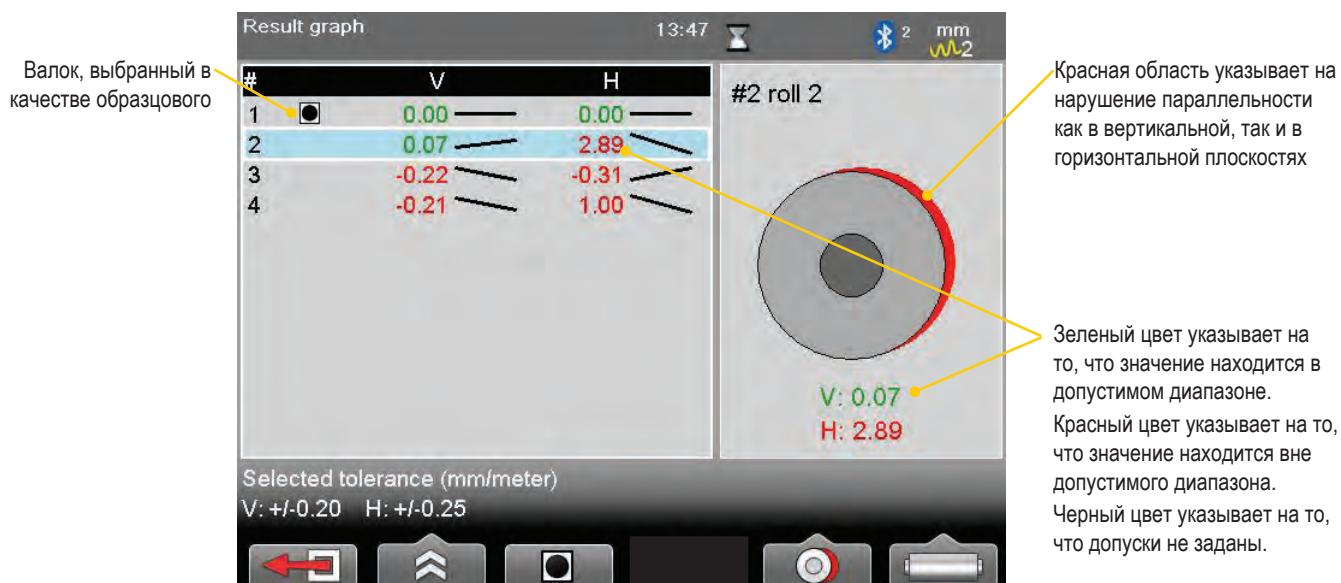 Result graph 13:47 2 mm
2
Валок, выбранный в
качестве образцового
# V H
1 0.00 0.00
2 0.07 2.89
3 -0.22 -0.31
4 -0.21 1.00
#2 roll 2
V: 0.07
H: 2.89
Selected tolerance (mm/meter)
V: +/-0.20 H: +/-0.25
Красная область указывает на
нарушение параллельности
как в вертикальной, так и в
горизонтальной плоскостях
Зеленый цвет указывает на
то, что значение находится в
допустимом диапазоне.
Красный цвет указывает на то,
что значение находится вне
допустимого диапазона.
Черный цвет указывает на то,
что допуски не заданы.